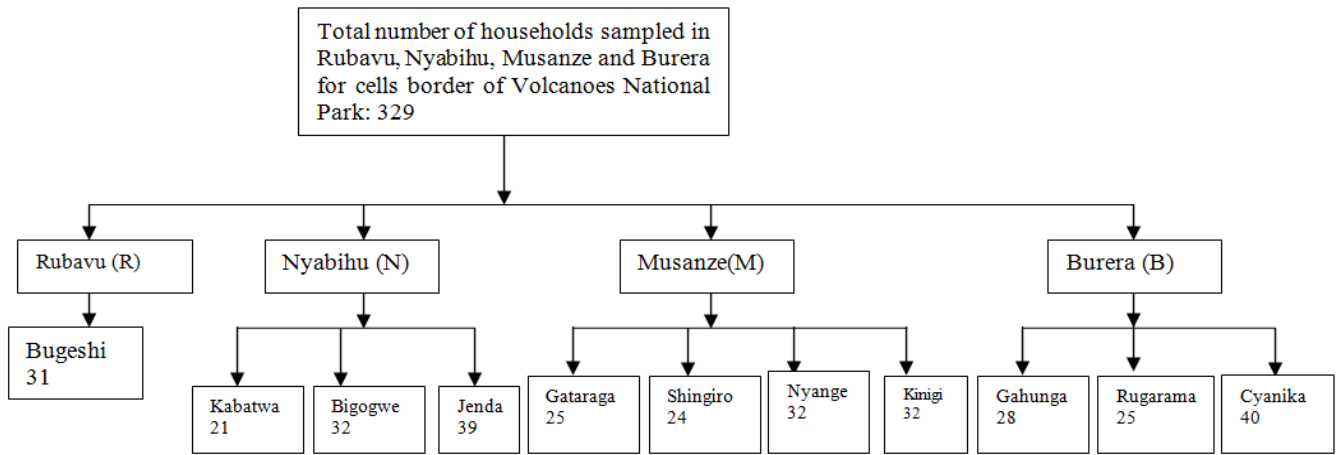 Total number of households sampled in
Rubavu, Nyabihu, Musanze and Burera
for cells border of Volcanoes National
Park: 329
Rubavu (R)
Nyabihu (N)
Musanze(M)
Burera (B)
Bugeshi
31
Kabatwa
21
Bigogwe
32
Jenda
39
Gataraga
25
Shingiro
24
Nyange
32
Kinigi
32
Gahunga
28
Rugarama
25
Cyanika
40